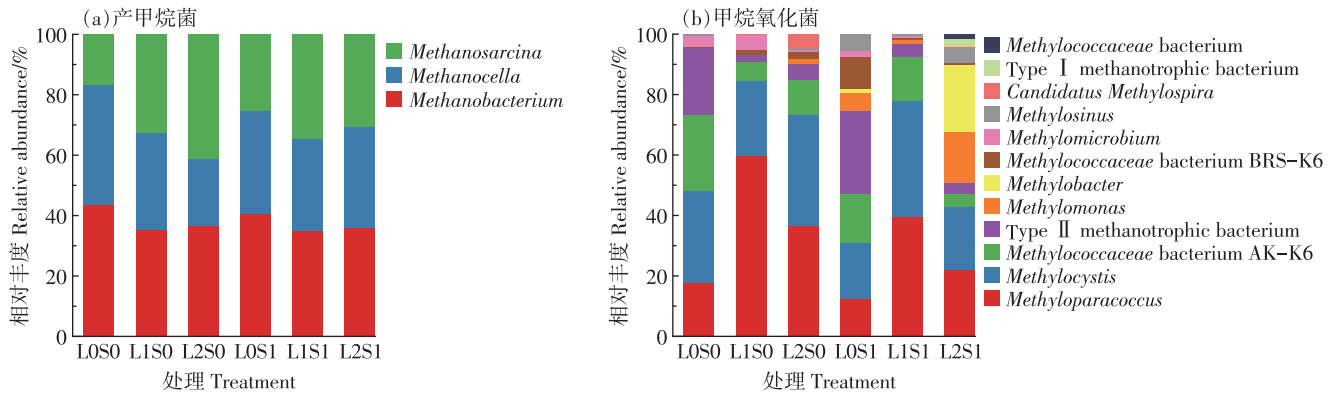 (a)产甲烷菌
相对丰度 Relative abundance/%
100
80
60
40
20
0
L0S0 L1S0 L2S0 L0S1 L1S1 L2S1
处理 Treatment
Methanosarcina
Methanocella
Methanobacterium
(b)甲烷氧化菌
相对丰度 Relative abundance/%
100
80
60
40
20
0
L0S0 L1S0 L2S0 L0S1 L1S1 L2S1
处理 Treatment
Methylococcaceae bacterium
Type Ⅰ methanotrophic bacterium
Candidatus Methylospira
Methylosinus
Methylomicrobium
Methylococcaceae bacterium BRS-K6
Methylobacter
Methylomonas
Type Ⅱ methanotrophic bacterium
Methylococcaceae bacterium AK-K6
Methylocystis
Methyloparacoccus